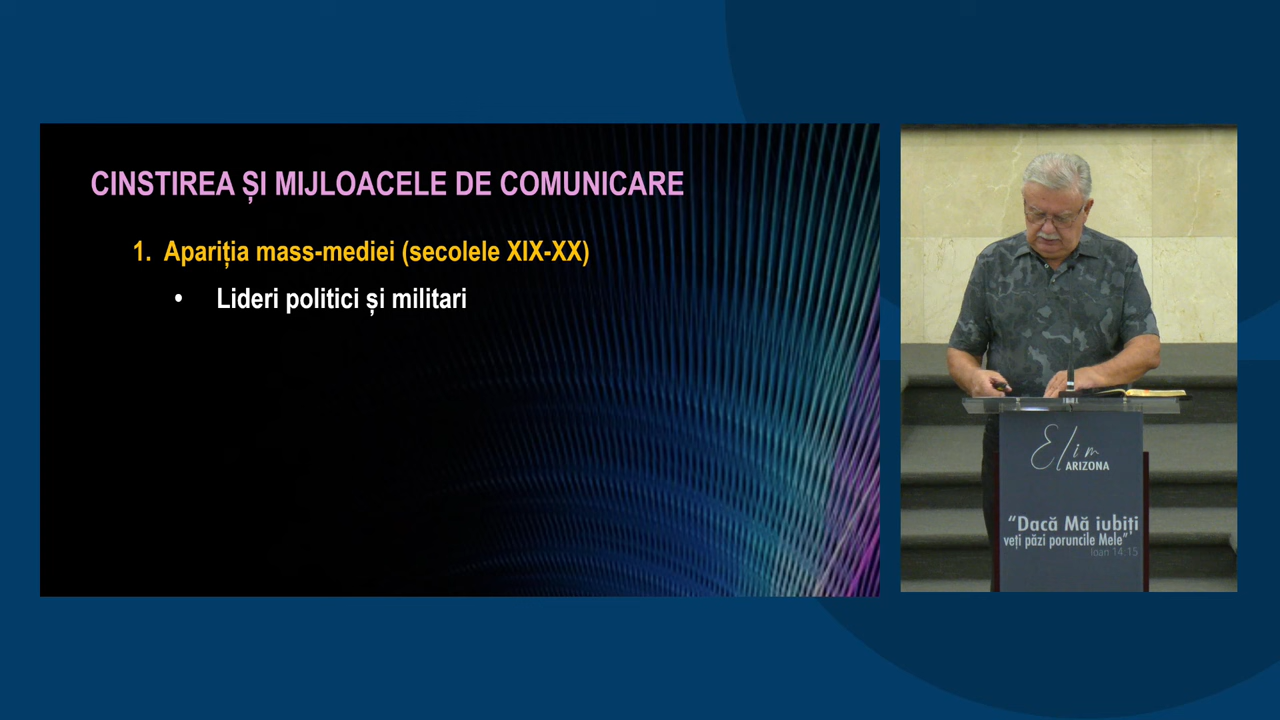 CINSTIREA ȘI MIJLOACELE DE COMUNICARE
1. Apariția mass-mediei (secolele XIX-XX)
• Lideri politici și militari
Elim
ARIZONA
“Dacă Mă iubiți
veți păzi poruncile Mele”
Ioan 14:15